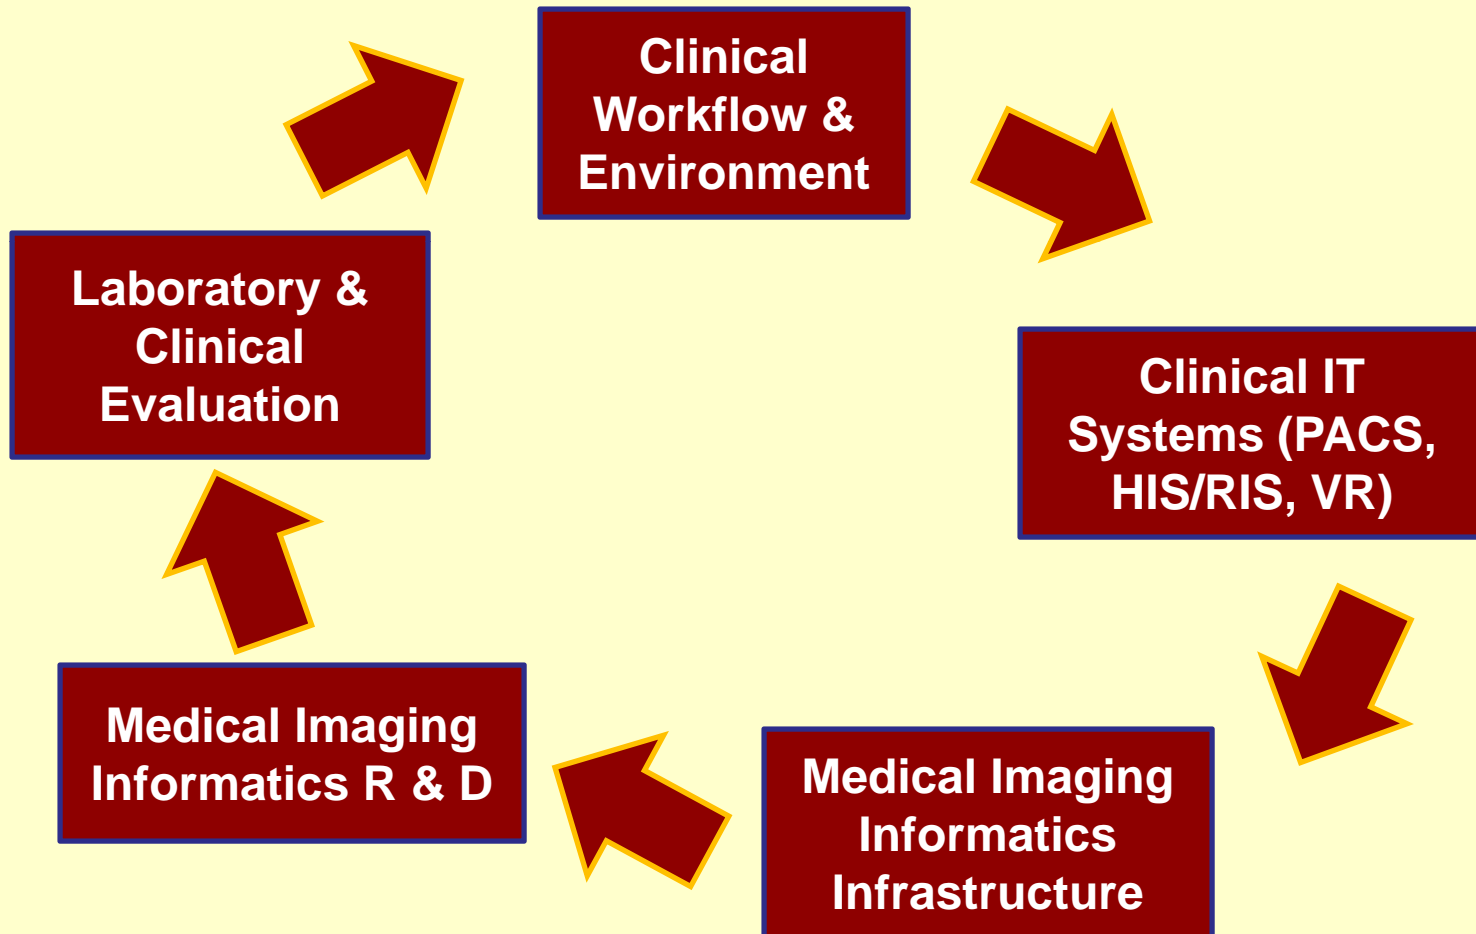 Clinical
Workflow &
Environment
Clinical IT
Systems (PACS,
HIS/RIS, VR)
Medical Imaging
Informatics
Infrastructure
Medical Imaging
Informatics R & D
Laboratory &
Clinical
Evaluation